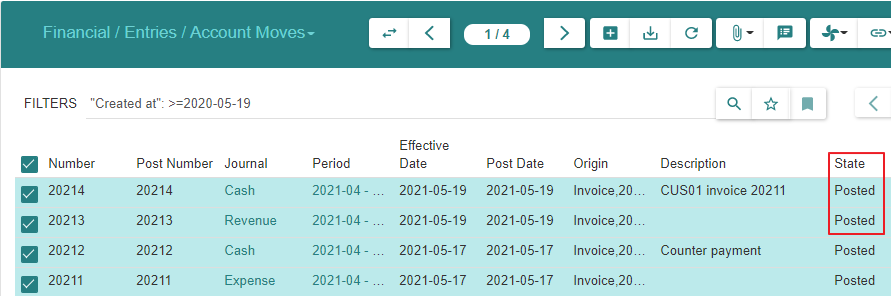 Financial / Entries / Account Moves
1 / 4
FILTERS "Created at": >=2020-05-19
Number Post Number Journal Period Effective Date Post Date Origin Description State
20214 20214 Cash 2021-04 - ... 2021-05-19 2021-05-19 Invoice,20... CUS01 invoice 20211 Posted
20213 20213 Revenue 2021-04 - ... 2021-05-19 2021-05-19 Invoice,20... Posted
20212 20212 Cash 2021-04 - ... 2021-05-17 2021-05-17 Invoice,20... Counter payment Posted
20211 20211 Expense 2021-04 - ... 2021-05-17 2021-05-17 Invoice,20... Posted